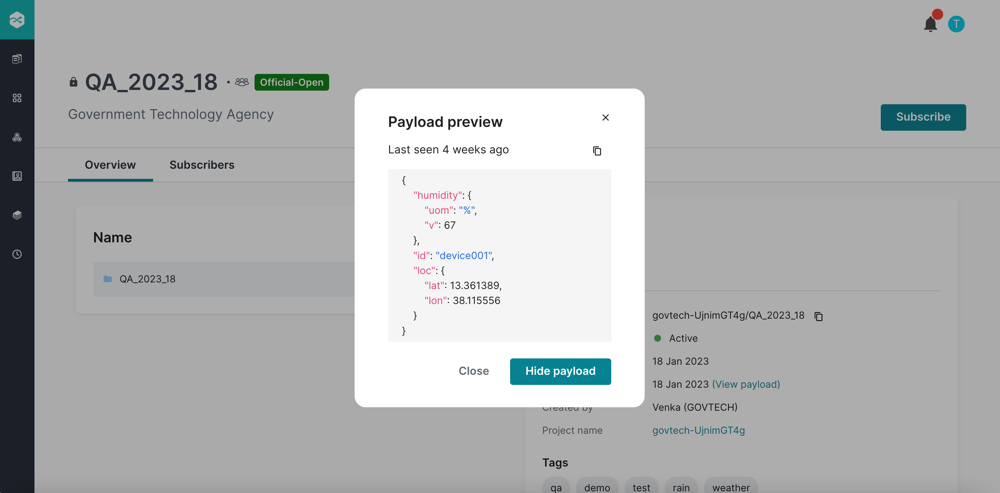 T
QA_2023_18
Official-Open
Government Technology Agency
Subscribe
Overview
Subscribers
Name
QA_2023_18
Payload preview
Last seen 4 weeks ago
{
"humidity": {
"uom": "%",
"v": 67
},
"id": "device001",
"loc": {
"lat": 13.361389,
"lon": 38.115556
}
}
Close
Hide payload
govtech-UjnimGT4g/QA_2023_18
Active
18 Jan 2023
18 Jan 2023 (View payload)
Created by
Venka (GOVTECH)
Project name
govtech-UjnimGT4g
Tags
qa
demo
test
rain
weather